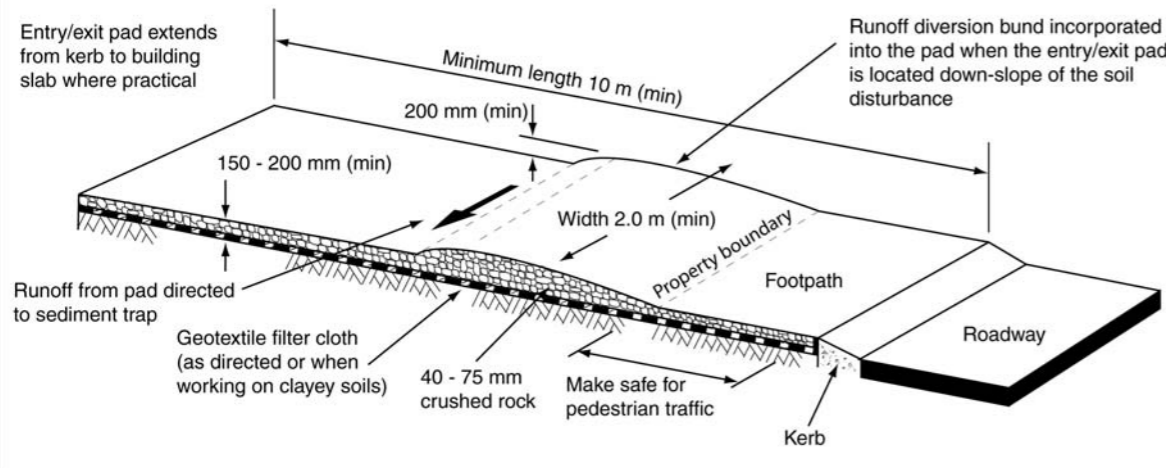 Entry/exit pad extends
from kerb to building
slab where practical
Minimum length 10 m (min)
Runoff diversion bund incorporated
into the pad when the entry/exit pad
is located down-slope of the soil
disturbance
200 mm (min)
150 - 200 mm (min)
Width 2.0 m (min)
Property boundary
Footpath
Roadway
Runoff from pad directed
to sediment trap
Geotextile filter cloth
(as directed or when
working on clayey soils)
40 - 75 mm
crushed rock
Make safe for
pedestrian traffic
Kerb